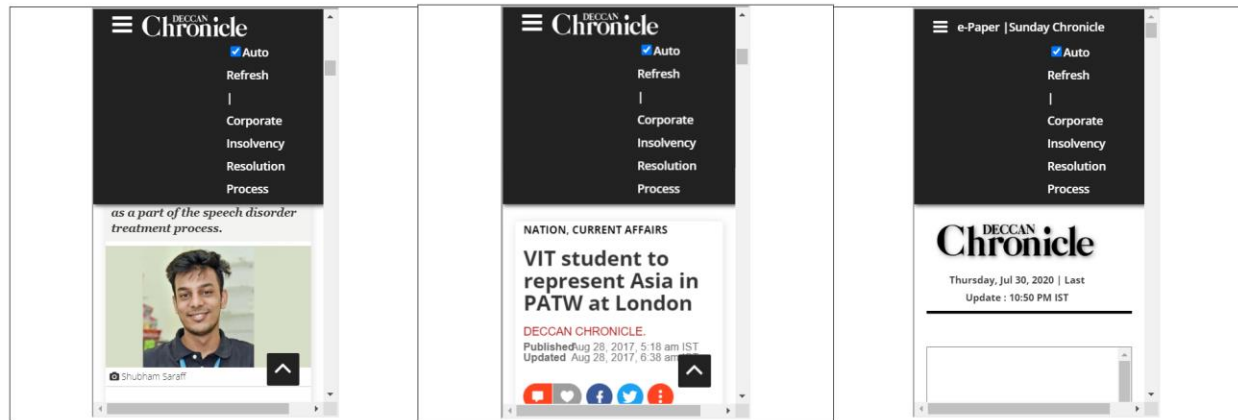 DECCAN
Chronicle
Auto
Refresh
|
Corporate
Insolvency
Resolution
Process
as a part of the speech disorder
treatment process.
Shubham Saraff
DECCAN
Chronicle
Auto
Refresh
|
Corporate
Insolvency
Resolution
Process
NATION, CURRENT AFFAIRS
VIT student to
represent Asia in
PATW at London
DECCAN CHRONICLE.
Published Aug 28, 2017, 5:18 am IST
Updated Aug 28, 2017, 6:38 am IST
e-Paper |Sunday Chronicle
Auto
Refresh
|
Corporate
Insolvency
Resolution
Process
DECCAN
Chronicle
Thursday, Jul 30, 2020 | Last
Update : 10:50 PM IST